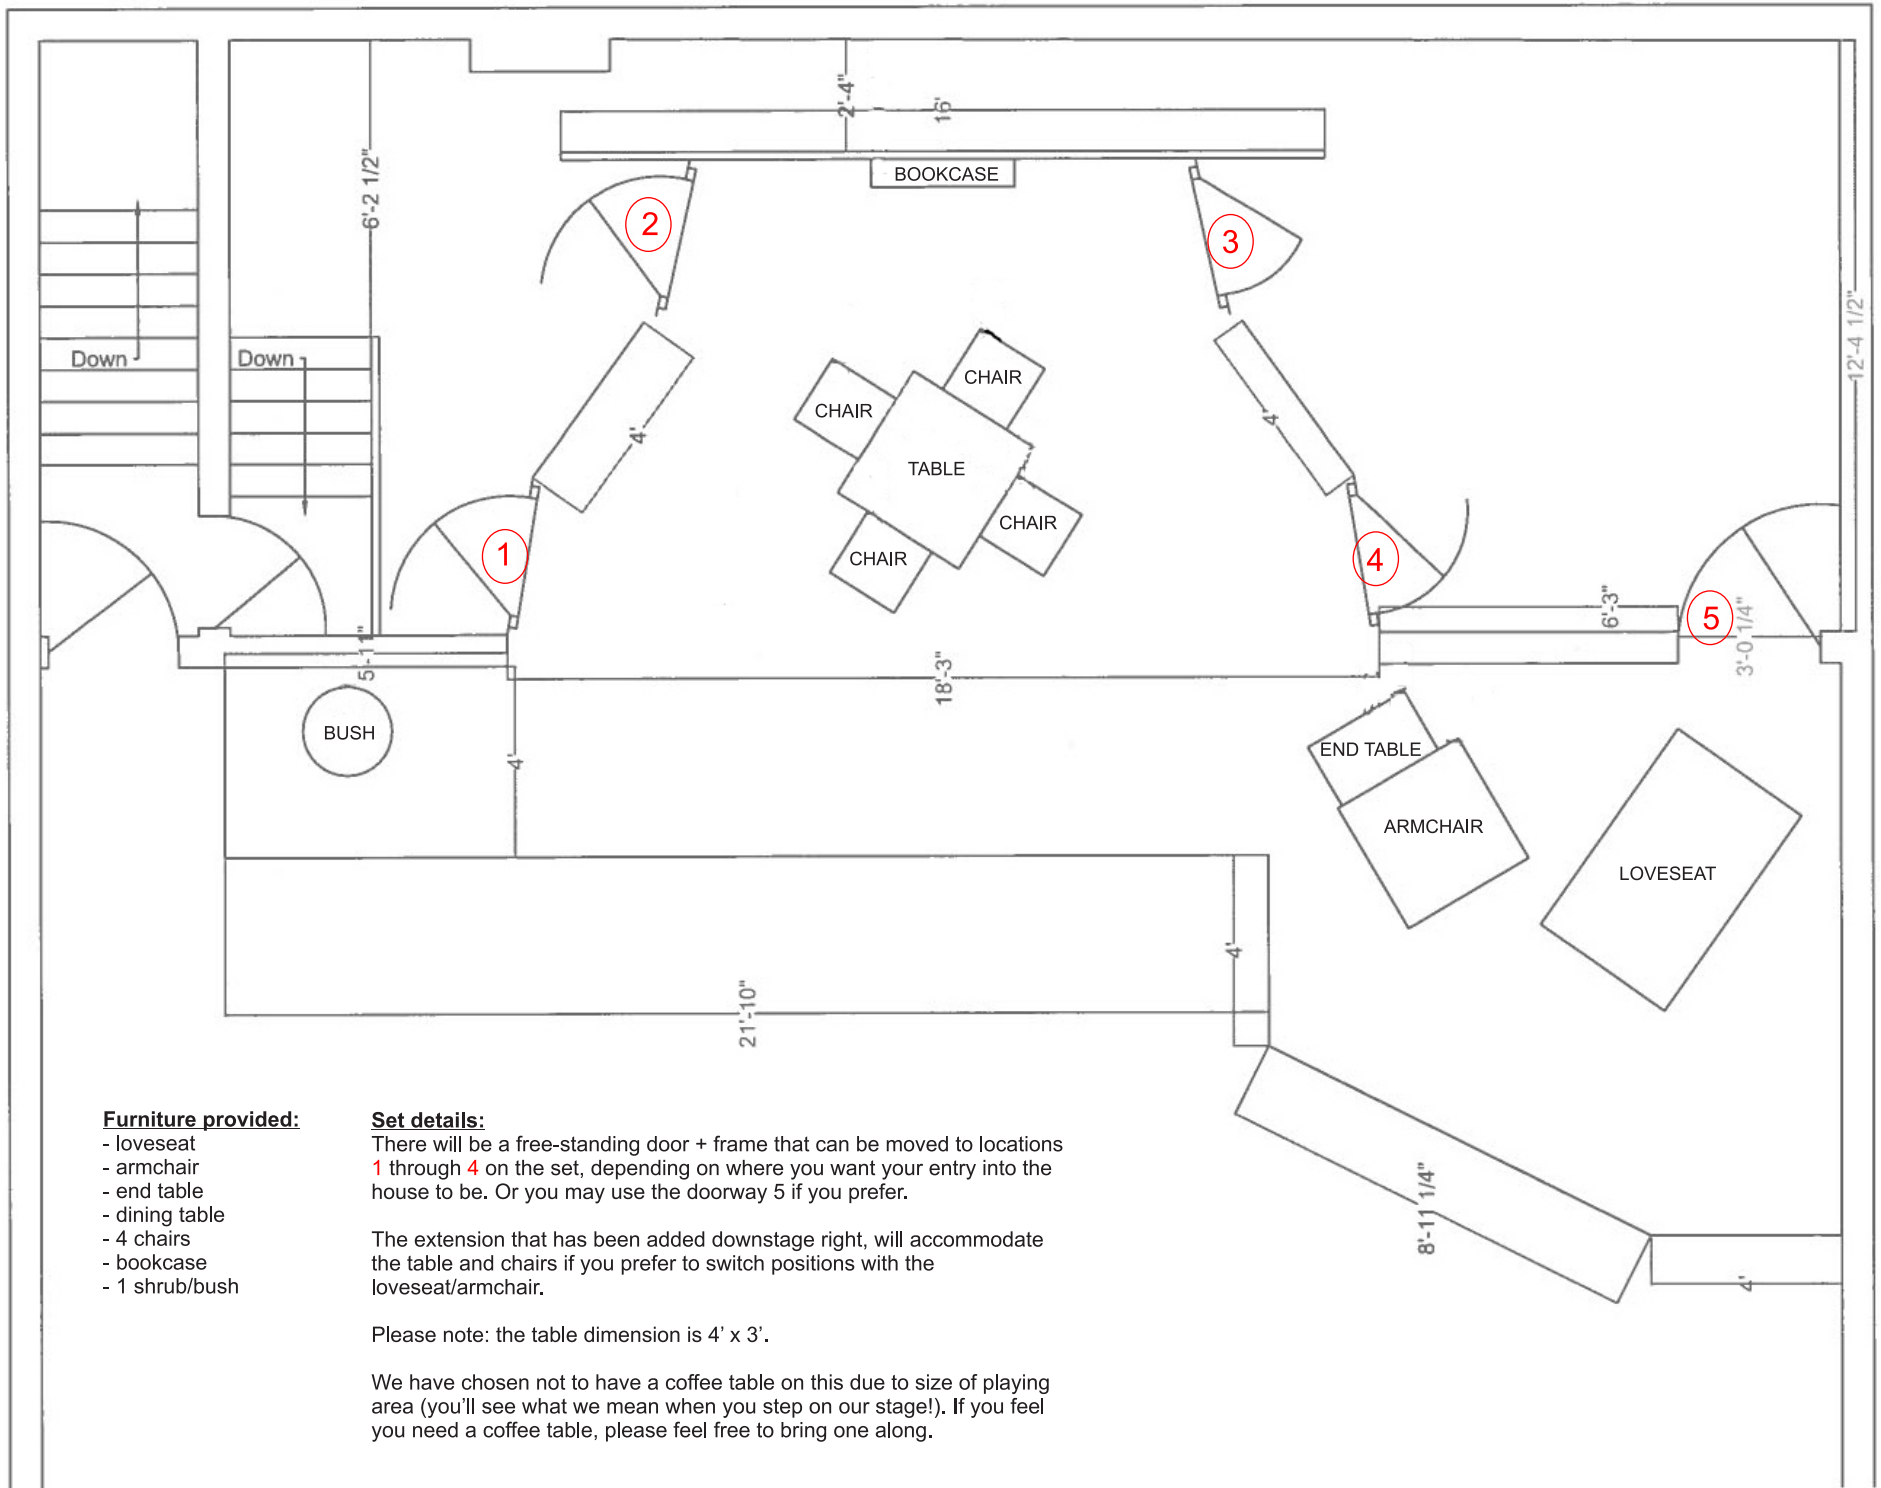 2'-4"
16'
BOOKCASE
6'-2 1/2"
2
3
Down
Down
12'-4 1/2"
CHAIR
CHAIR
4'
4'
TABLE
CHAIR
CHAIR
1
4
5
6'-3"
3'-0 1/4"
5'-1"
18'-3"
BUSH
4'
END TABLE
ARMCHAIR
LOVESEAT
4'
21'-10"
8'-11 1/4"
4'
Furniture provided:
- loveseat
- armchair
- end table
- dining table
- 4 chairs
- bookcase
- 1 shrub/bush
Set details:
There will be a free-standing door + frame that can be moved to locations
1 through 4 on the set, depending on where you want your entry into the
house to be. Or you may use the doorway 5 if you prefer.
The extension that has been added downstage right, will accommodate
the table and chairs if you prefer to switch positions with the
loveseat/armchair.
Please note: the table dimension is 4’ x 3’.
We have chosen not to have a coffee table on this due to size of playing
area (you’ll see what we mean when you step on our stage!). If you feel
you need a coffee table, please feel free to bring one along.